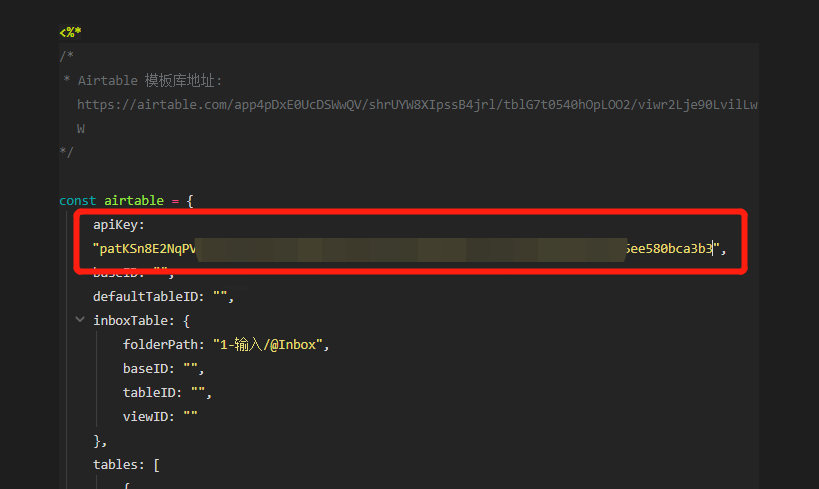 <%*
/*
* Airtable 模板库地址:
https://airtable.com/app4pDxE0UcDSWwQV/shrUYW8XIpssB4jrl/tblG7t0540hOpLOO2/viwr2Lje90LvilLw
W
*/
const airtable = {
apiKey:
"patKSn8E2NqPV 5ee580bca3b3",
baseID: "",
defaultTableID: "",
inboxTable: {
folderPath: "1-输入/@Inbox",
baseID: "",
tableID: "",
viewID: ""
},
tables: [
{